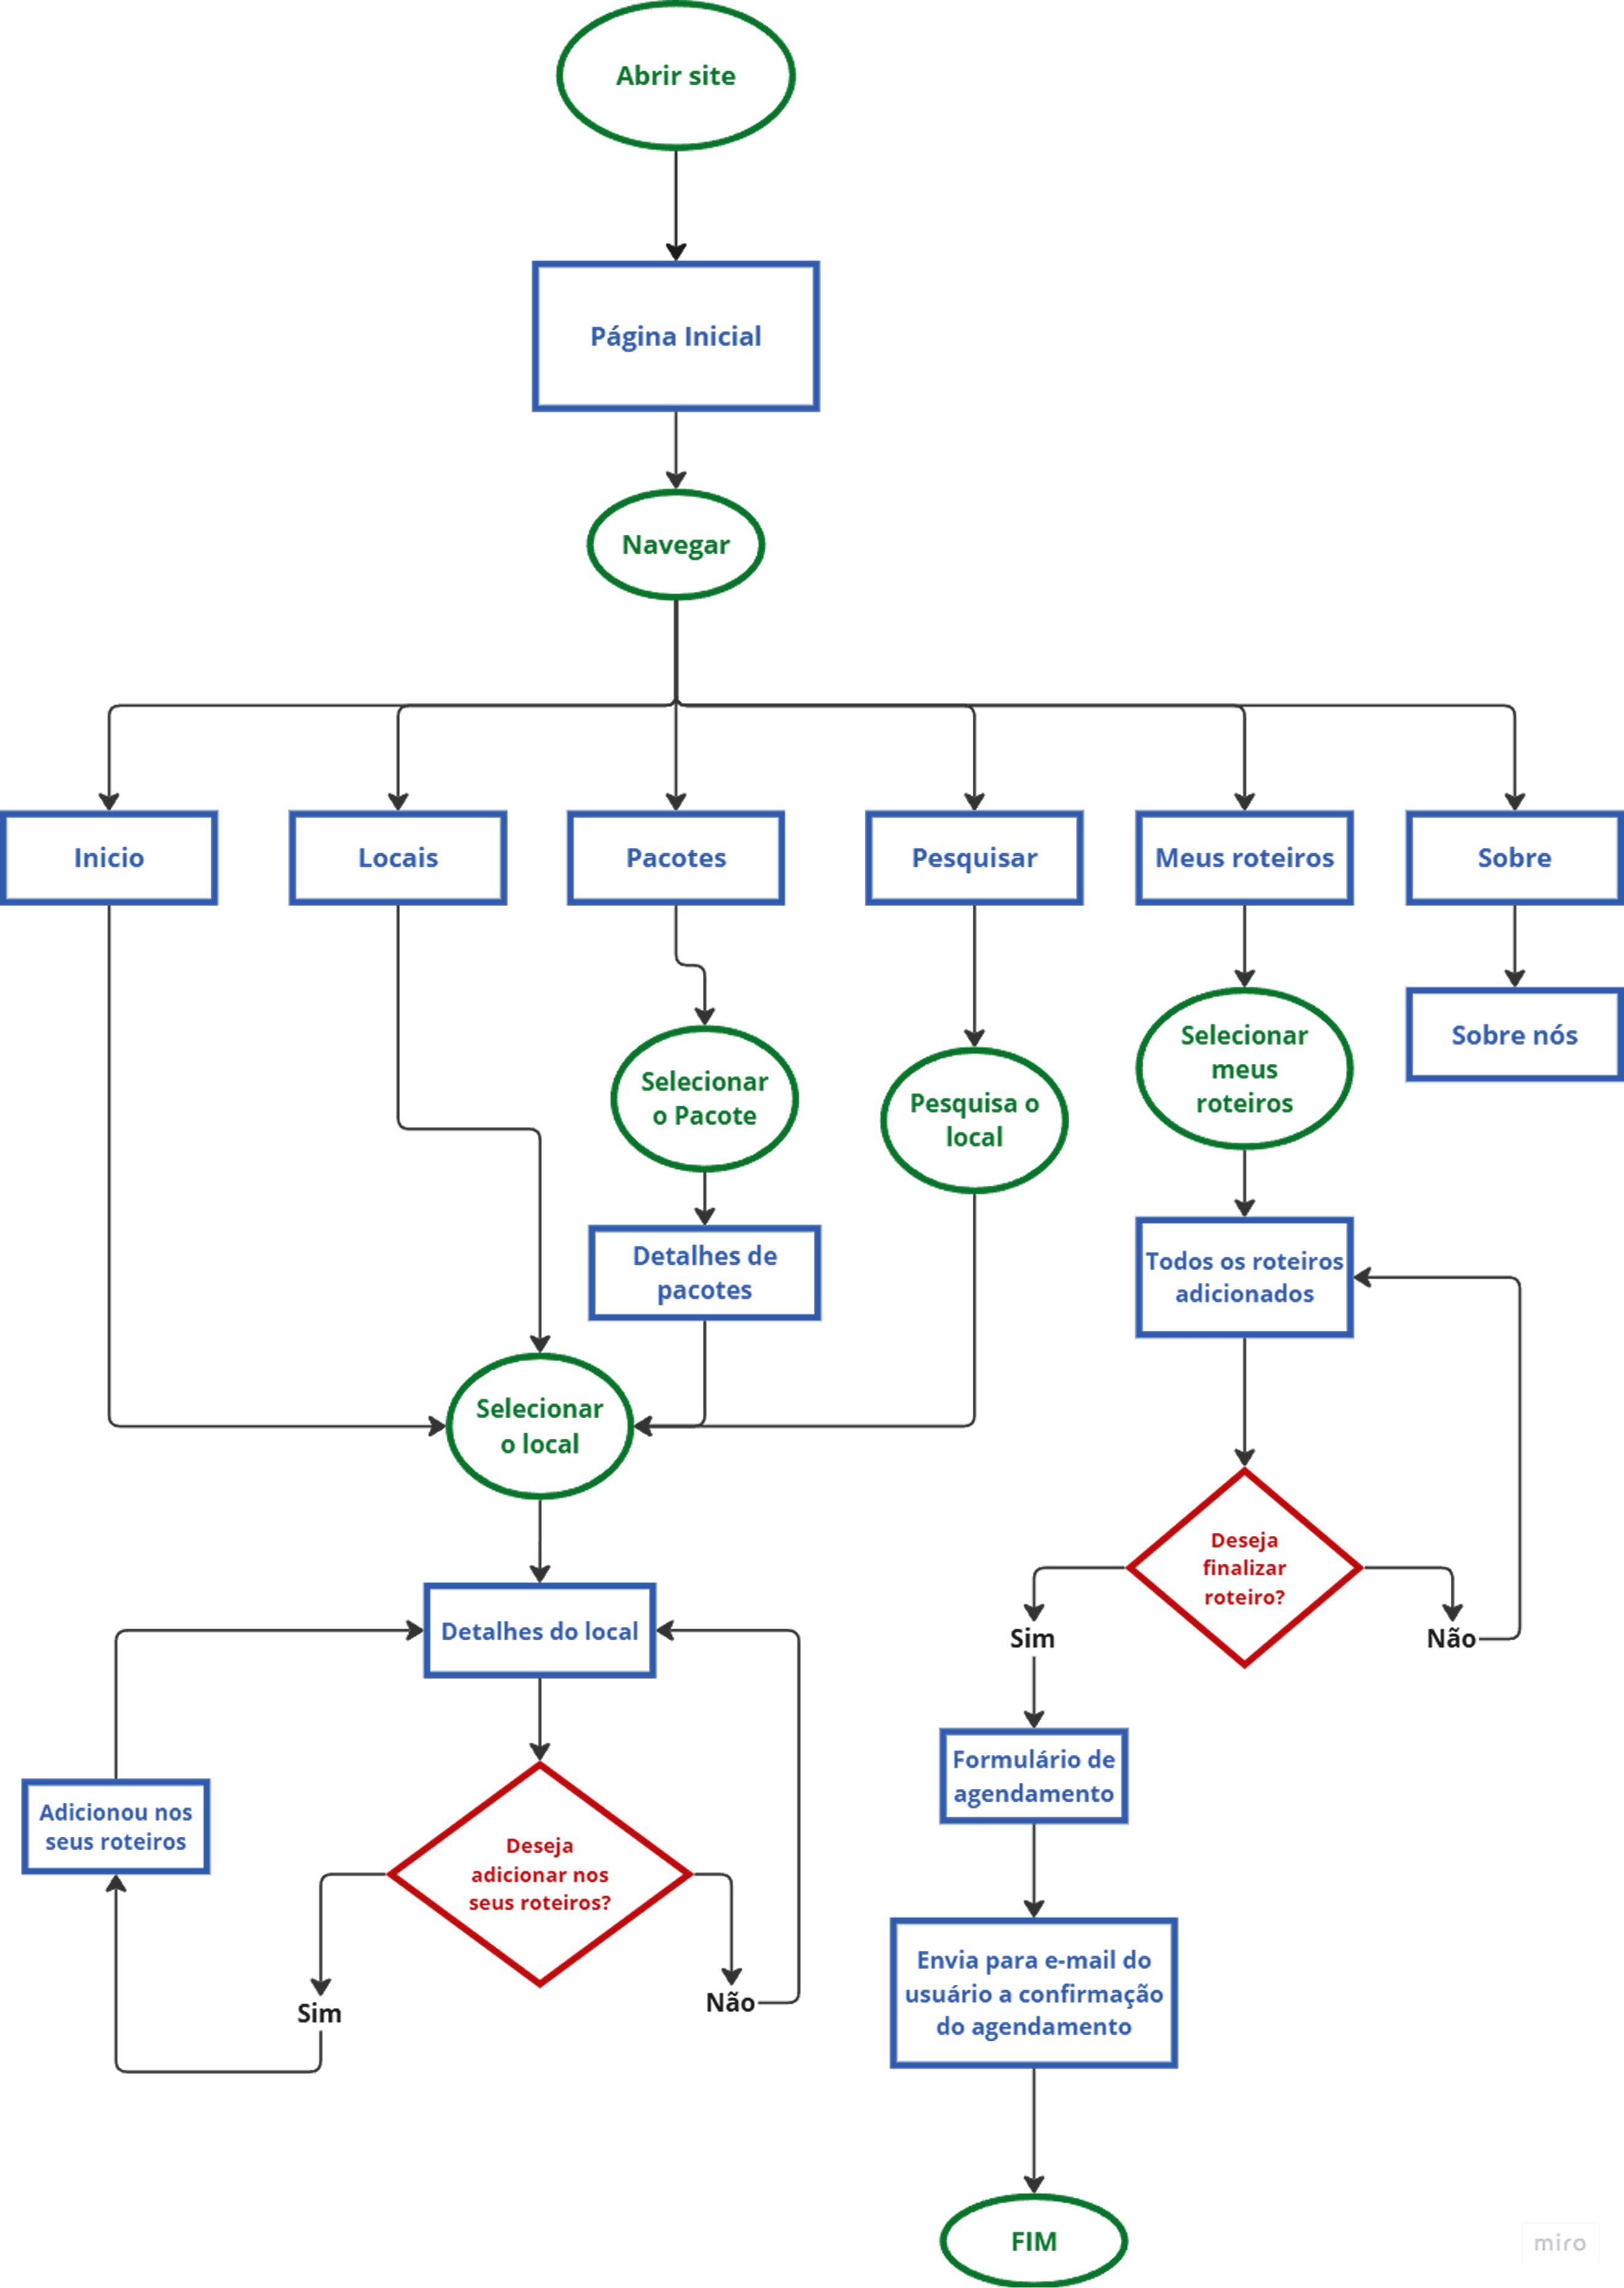 Abrir site
Página Inicial
Navegar
Inicio
Locais
Pacotes
Pesquisar
Meus roteiros
Sobre
Selecionar
o Pacote
Pesquisa o
local
Selecionar
meus
roteiros
Sobre nós
Detalhes de
pacotes
Todos os roteiros
adicionados
Selecionar
o local
Deseja
finalizar
roteiro?
Sim
Não
Detalhes do local
Formulário de
agendamento
Adicionou nos
seus roteiros
Deseja
adicionar nos
seus roteiros?
Sim
Não
Envia para e-mail do
usuário a confirmação
do agendamento
FIM
miro